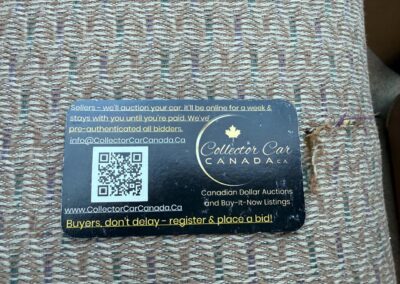 Sellers - we'll auction your car, it'll be online for a week &
stays with you until you're paid. We've
pre-authenticated all bidders.
info@CollectorCarCanada.Ca
Collector Car
CANADA.CA
Canadian Dollar Auctions
and Buy-It-Now Listings
www.CollectorCarCanada.Ca
Buyers, don't delay - register & place a bid!